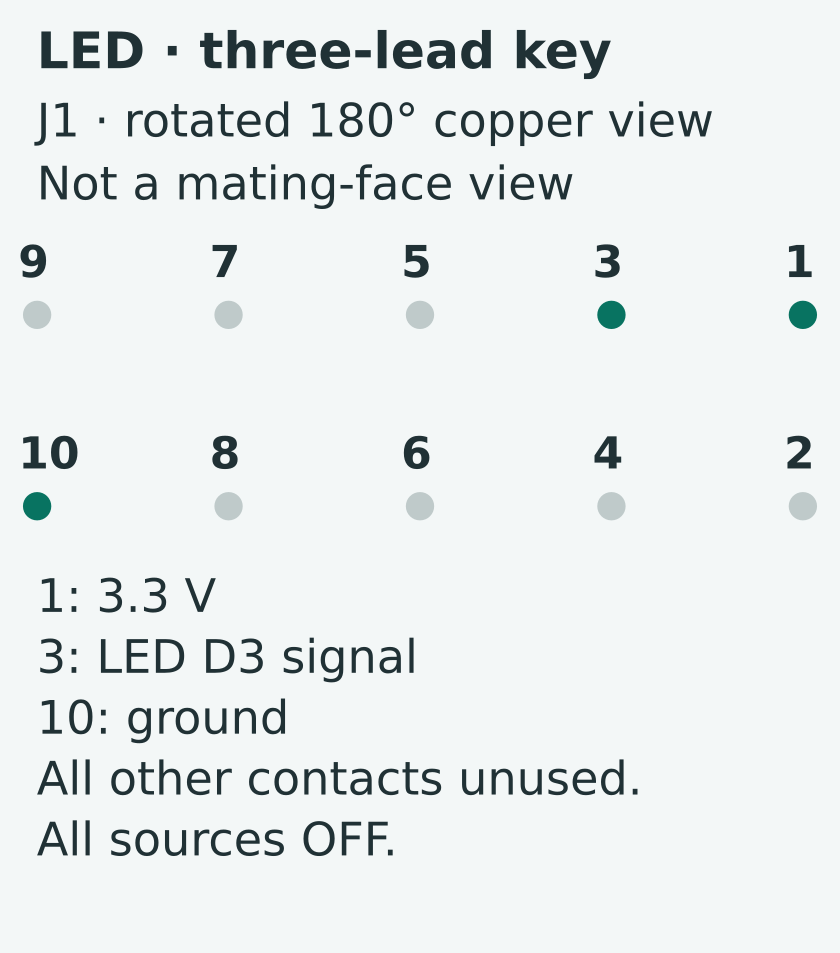 LED · three-lead key
J1 · rotated 180° copper view
Not a mating-face view
9 7 5 3 1
10 8 6 4 2
1: 3.3 V
3: LED D3 signal
10: ground
All other contacts unused.
All sources OFF.